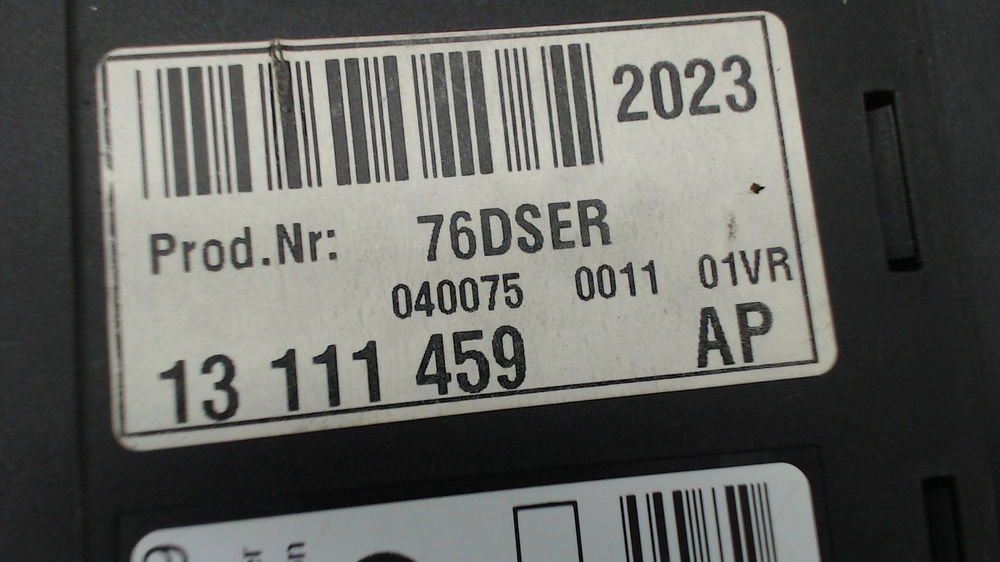 2023
Prod.Nr: 76DSER
040075 0011 01VR
13 111 459 AP